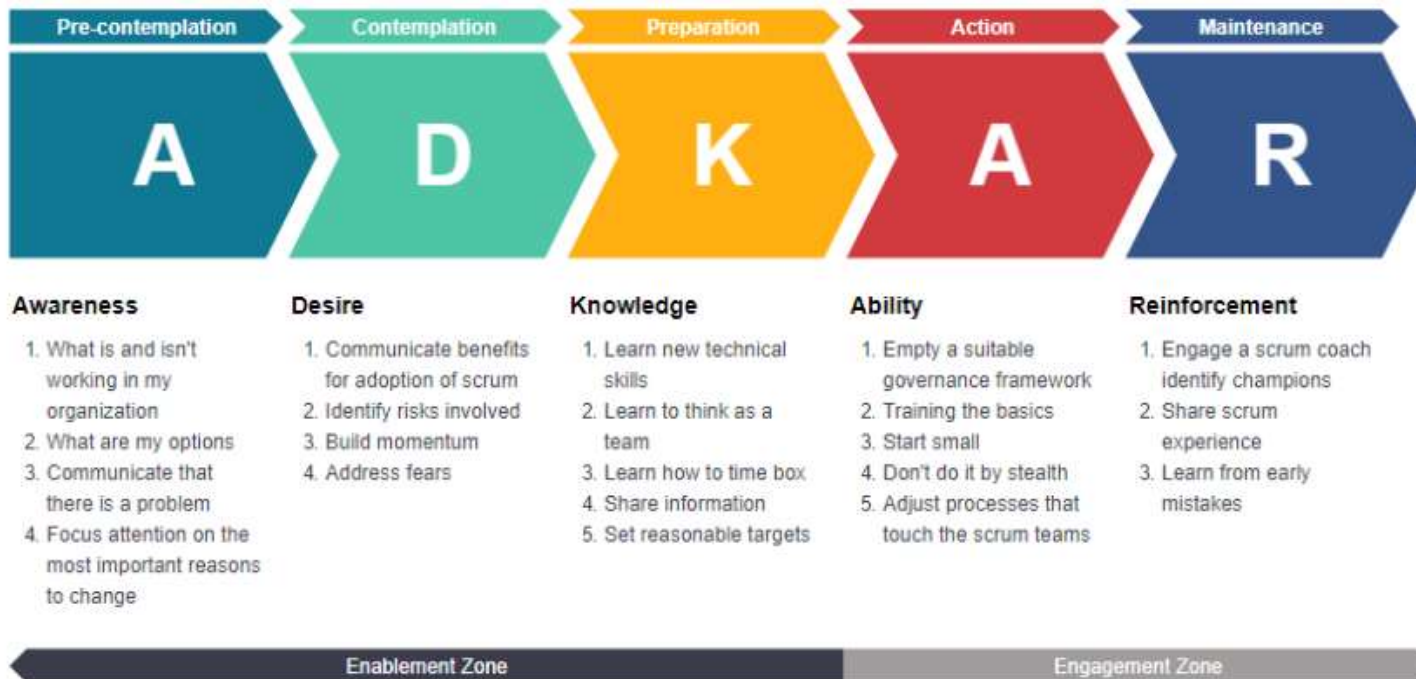 Pre-contemplation
Contemplation
Preparation
Action
Maintenance
A
D
K
A
R
Awareness
1. What is and isn't
working in my
organization
2. What are my options
3. Communicate that
there is a problem
4. Focus attention on the
most important reasons
to change
Desire
1. Communicate benefits
for adoption of scrum
2. Identify risks involved
3. Build momentum
4. Address fears
Knowledge
1. Learn new technical
skills
2. Learn to think as a
team
3. Learn how to time box
4. Share information
5. Set reasonable targets
Ability
1. Empty a suitable
governance framework
2. Training the basics
3. Start small
4. Don't do it by stealth
5. Adjust processes that
touch the scrum teams
Reinforcement
1. Engage a scrum coach
identify champions
2. Share scrum
experience
3. Learn from early
mistakes
Enablement Zone
Engagement Zone